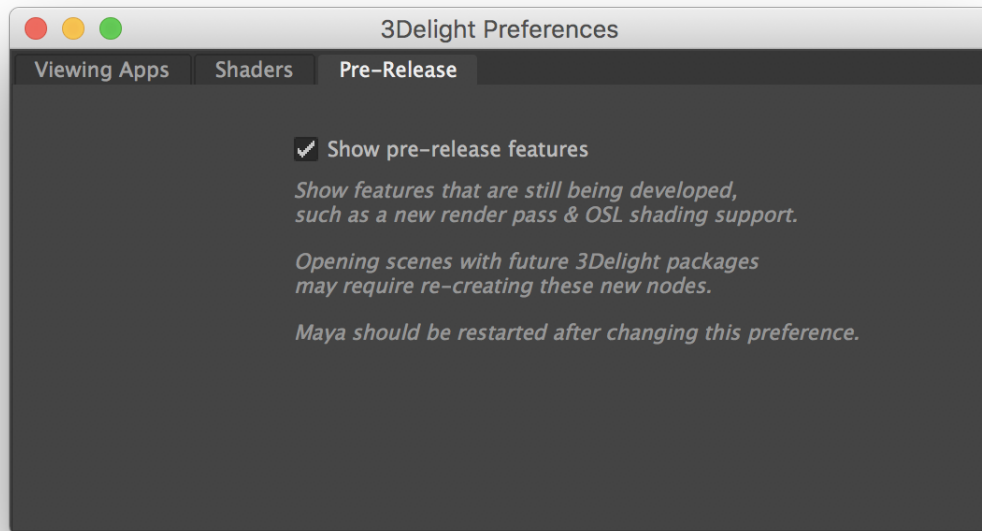 3Delight Preferences
Viewing Apps Shaders Pre-Release
Show pre-release features
Show features that are still being developed,
such as a new render pass & OSL shading support.
Opening scenes with future 3Delight packages
may require re-creating these new nodes.
Maya should be restarted after changing this preference.